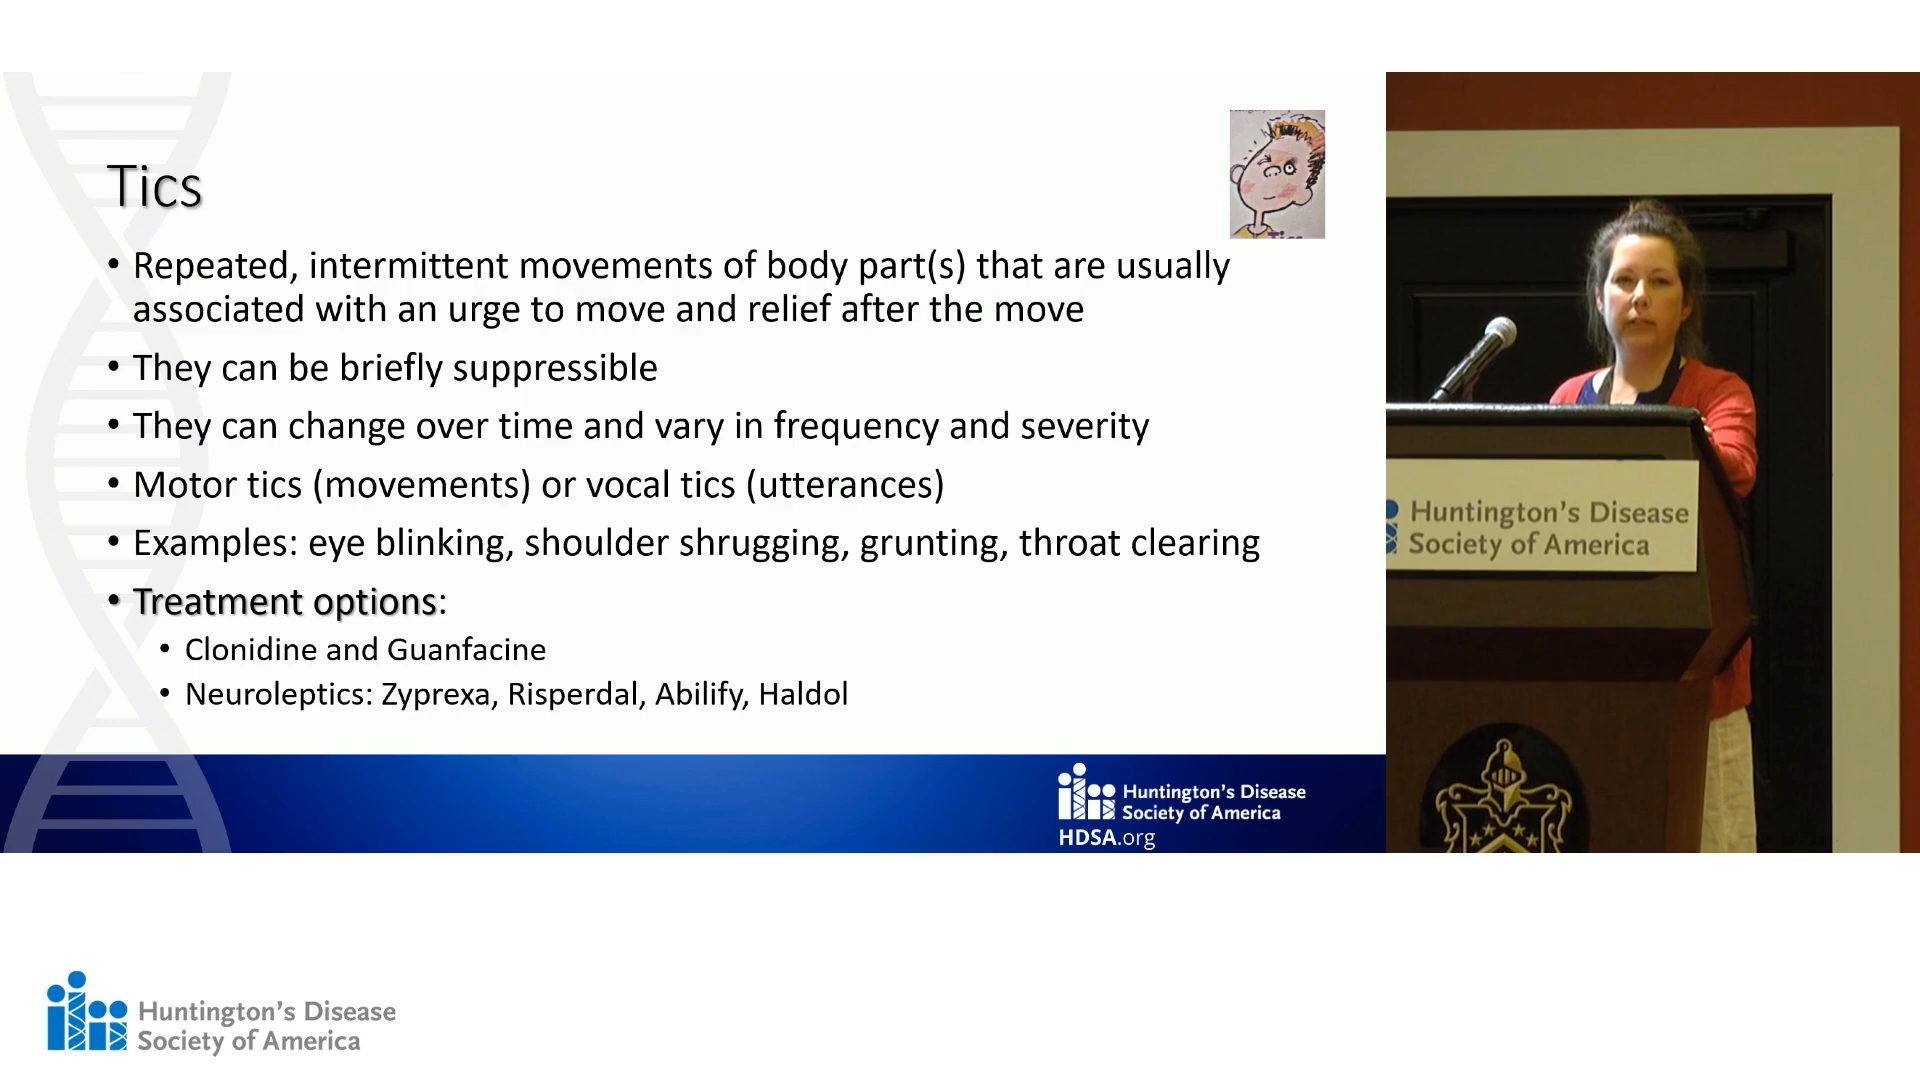 Tics
• Repeated, intermittent movements of body part(s) that are usually
associated with an urge to move and relief after the move
• They can be briefly suppressible
• They can change over time and vary in frequency and severity
• Motor tics (movements) or vocal tics (utterances)
• Examples: eye blinking, shoulder shrugging, grunting, throat clearing
• Treatment options:
• Clonidine and Guanfacine
• Neuroleptics: Zyprexa, Risperdal, Abilify, Haldol
Huntington's Disease
Society of America
HDSA.org
Huntington's Disease
Society of America
Huntington's Disease
Society of America